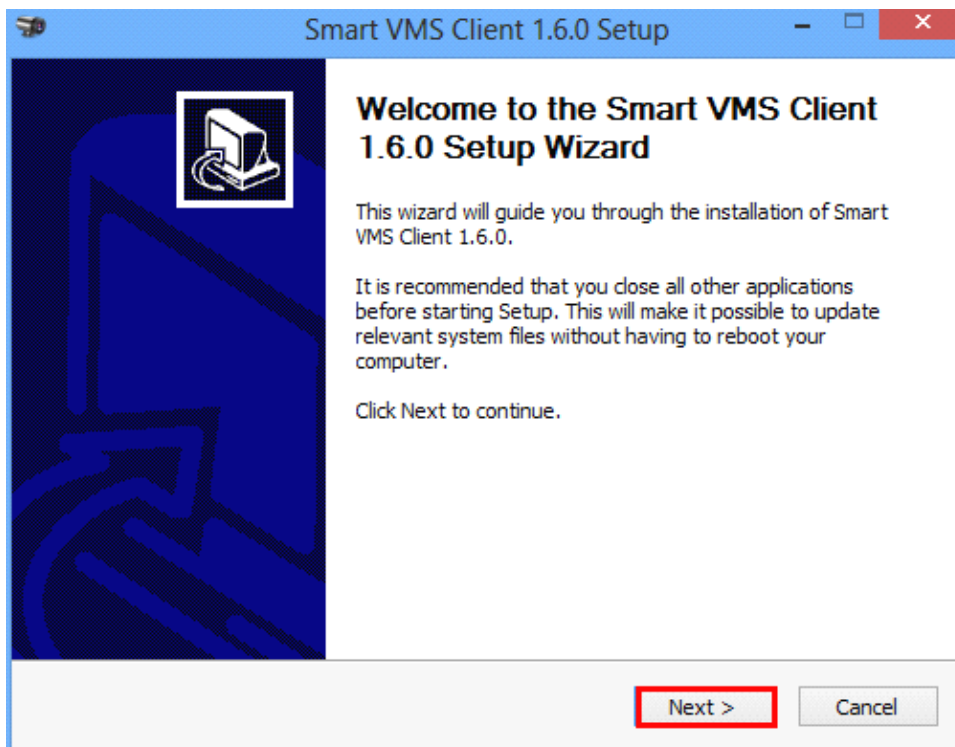 Smart VMS Client 1.6.0 Setup
Welcome to the Smart VMS Client
1.6.0 Setup Wizard
This wizard will guide you through the installation of Smart
VMS Client 1.6.0.
It is recommended that you close all other applications
before starting Setup. This will make it possible to update
relevant system files without having to reboot your
computer.
Click Next to continue.
Next >
Cancel